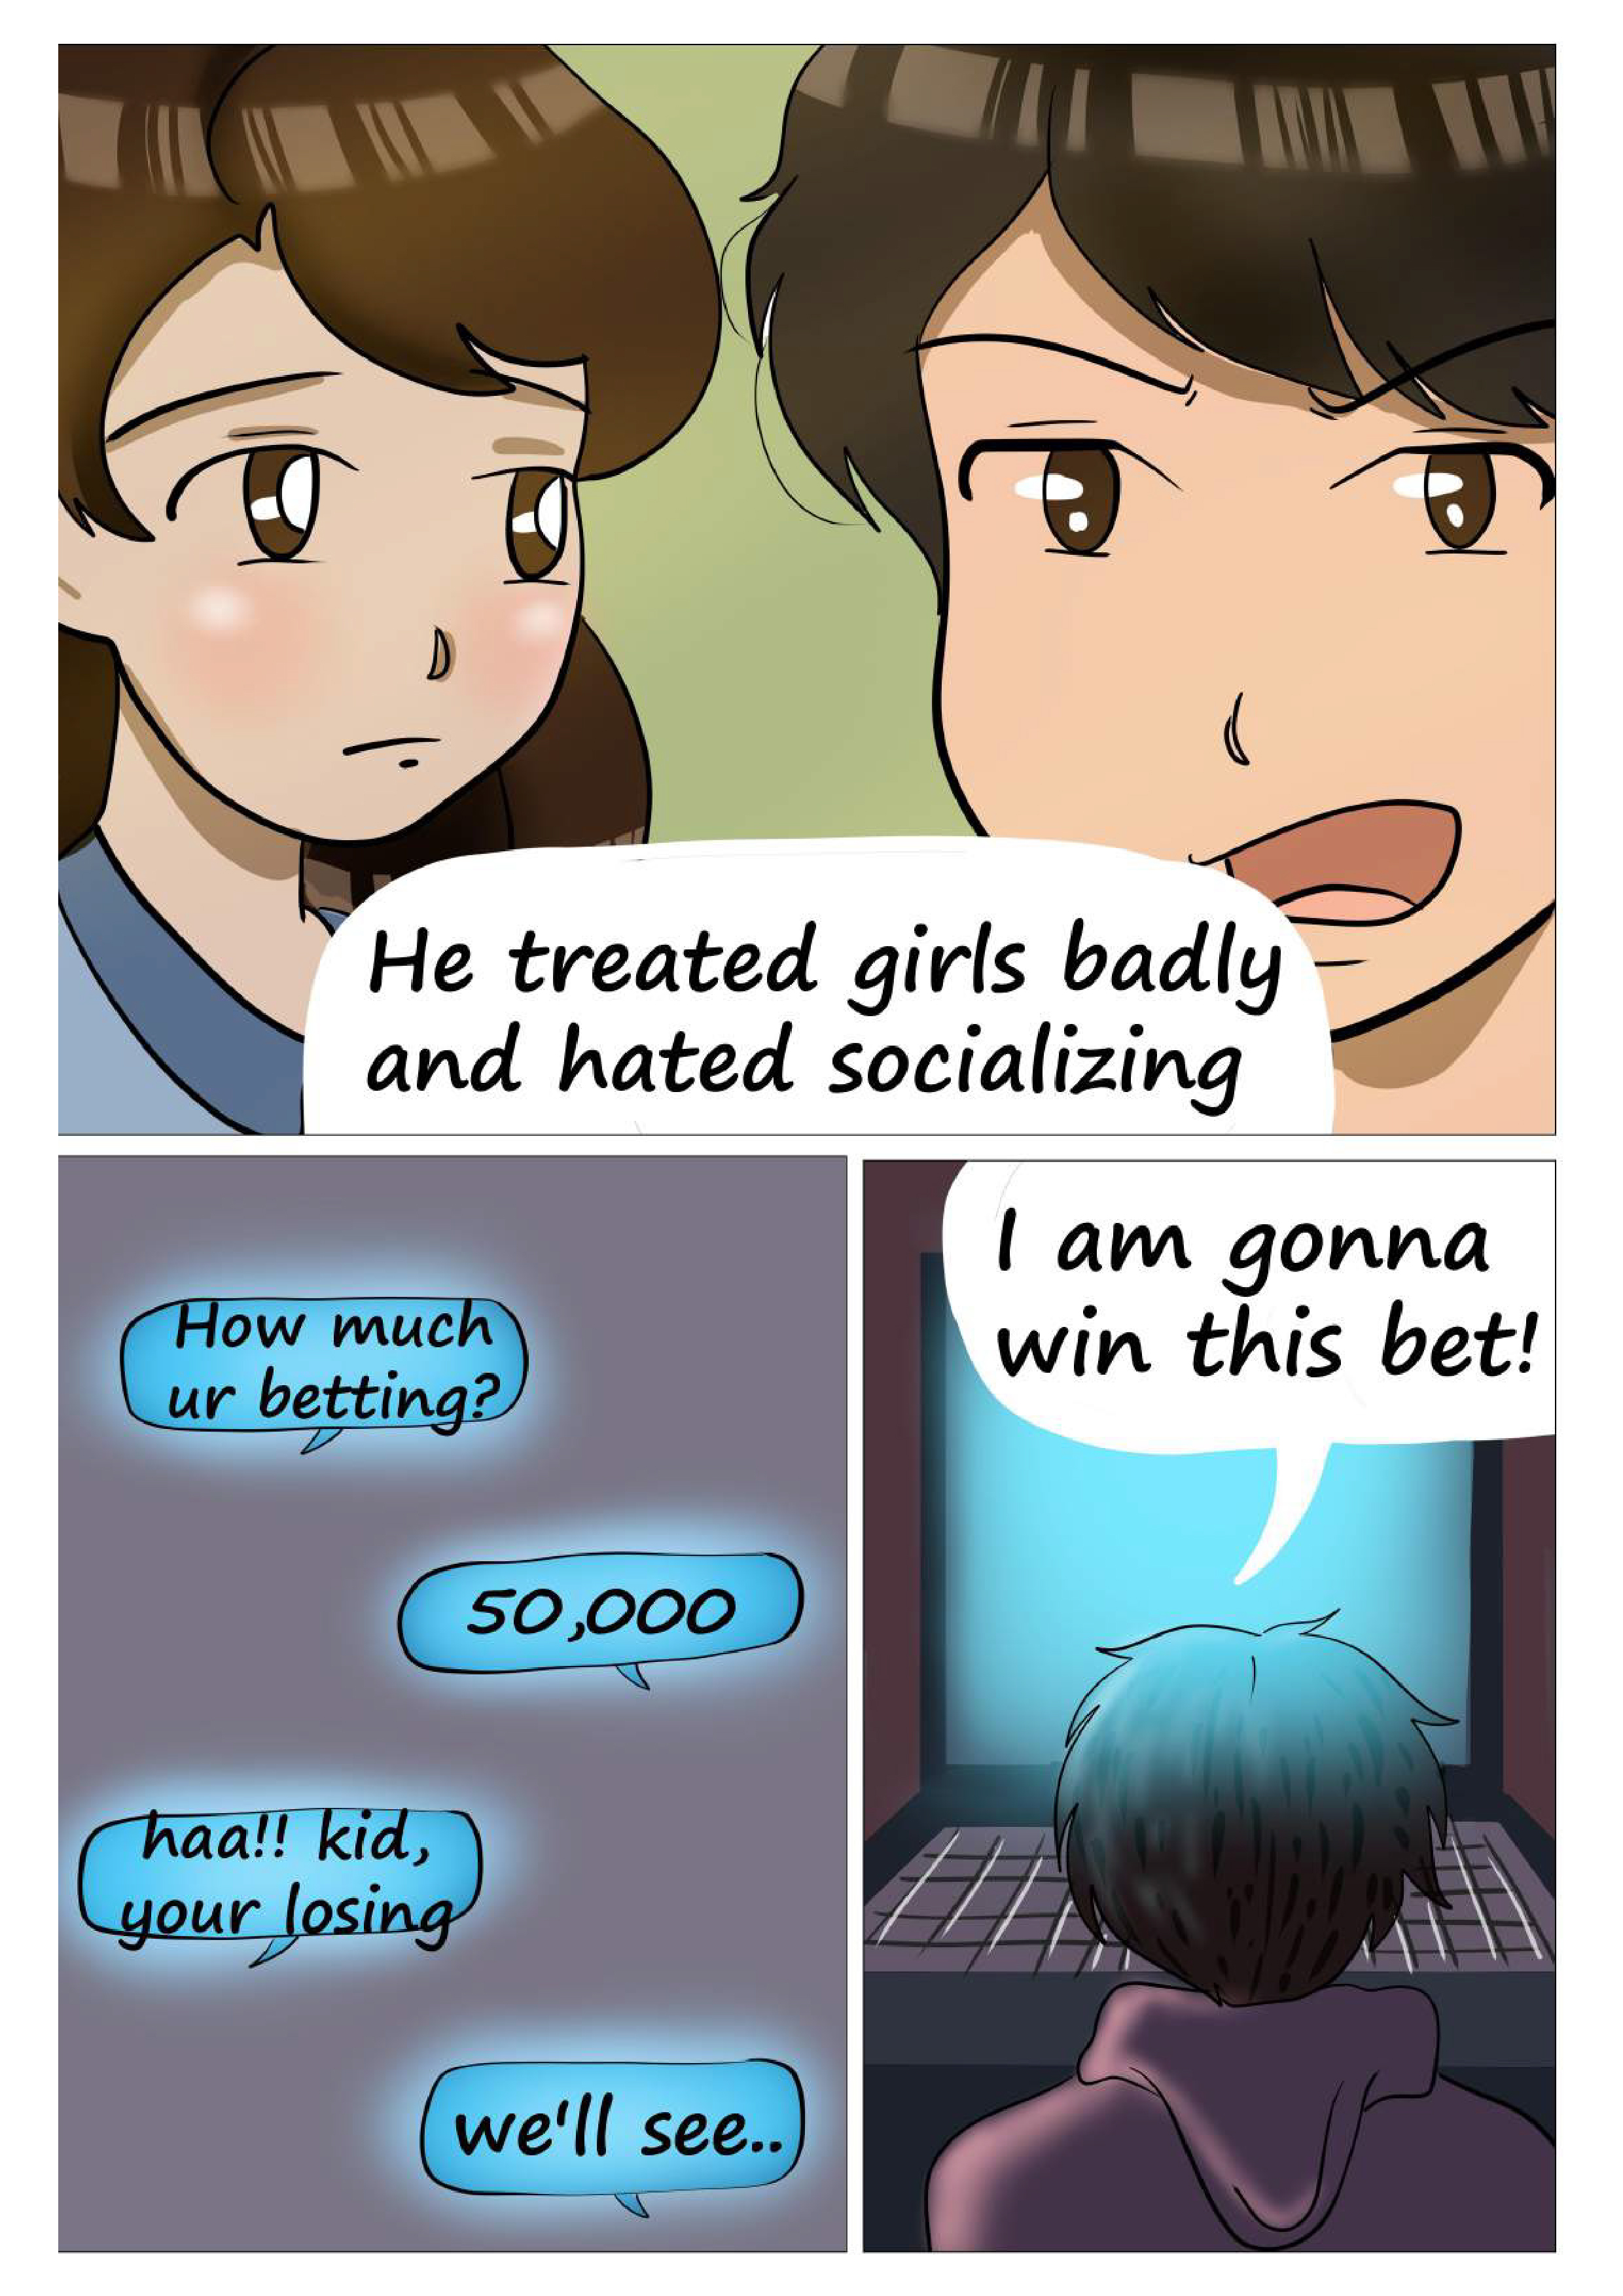 He treated girls badly
and hated socializing
How much
ur betting?
50,000
haa!! kid,
your losing
we'll see..
I am gonna
win this bet!